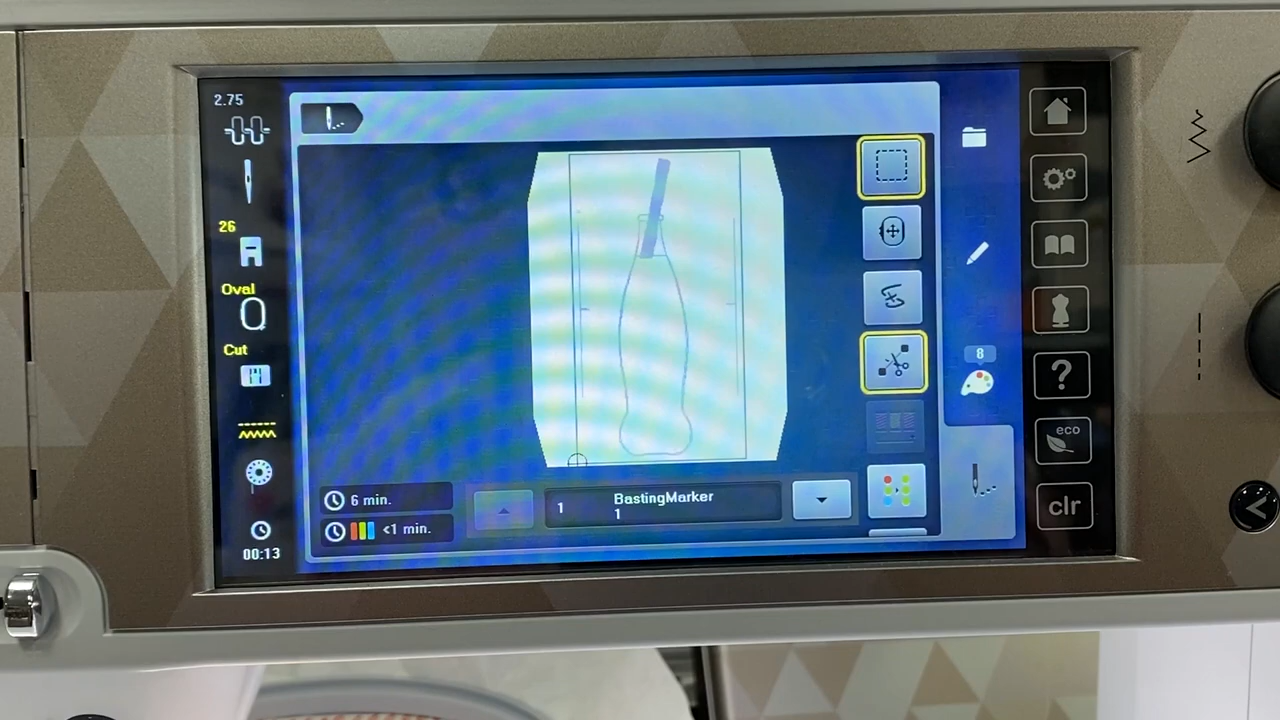 2.75
26
Oval
Cut
00:13
6 min.
<1 min.
1
BastingMarker
1
8
?
eco
clr